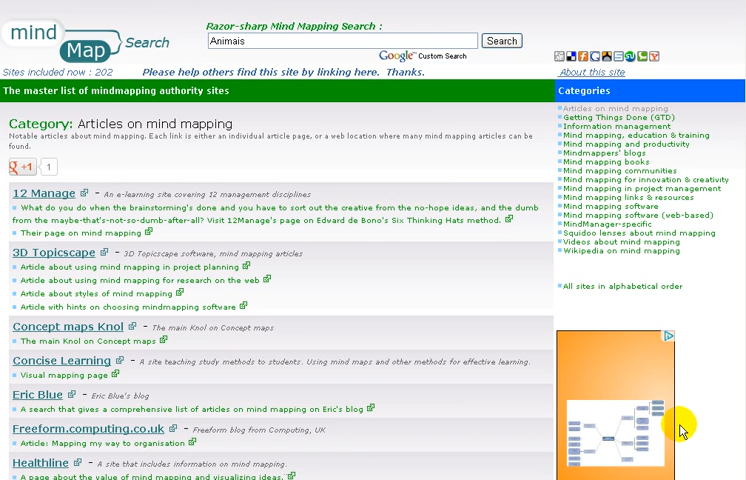 mind
Map Search
Razor-sharp Mind Mapping Search :
Animais
Search
Google™ Custom Search
Sites included now : 202
Please help others find this site by linking here. Thanks.
About this site
The master list of mindmapping authority sites
Category: Articles on mind mapping
Notable articles about mind mapping. Each link is either an individual article page, or a web location where many mind mapping articles can be
found.
g +1 1
12 Manage - An e-learning site covering 12 management disciplines
What do you do when the brainstorming's done and you have to sort out the creative from the no-hope ideas, and the dumb
from the maybe-that's-not-so-dumb-after-all? Visit 12Manage's page on Edward de Bono's Six Thinking Hats method.
Their page on mind mapping
3D Topicscape - 3D Topicscape software, mind mapping articles
Article about using mind mapping in project planning
Article about using mind mapping for research on the web
Article about styles of mind mapping
Article with hints on choosing mindmapping software
Concept maps Knol - The main Knol on Concept maps
The main Knol on Concept maps
Concise Learning - A site teaching study methods to students. Using mind maps and other methods for effective learning.
Visual mapping page
Eric Blue - Eric Blue's blog
A search that gives a comprehensive list of articles on mind mapping on Eric's blog
Freeform.computing.co.uk - Freeform blog from Computing, UK
Article: Mapping my way to organisation
Healthline - A site that includes information on mind mapping.
A page about the value of mind mapping and visualizing ideas.
Categories
Articles on mind mapping
Getting Things Done (GTD)
Information management
Mind mapping, education & training
Mind mapping and productivity
Mindmappers' blogs
Mind mapping books
Mind mapping communities
Mind mapping for innovation & creativity
Mind mapping in project management
Mind mapping links & resources
Mind mapping software
Mind mapping software (web-based)
MindManager-specific
Squidoo lenses about mind mapping
Videos about mind mapping
Wikipedia on mind mapping
All sites in alphabetical order